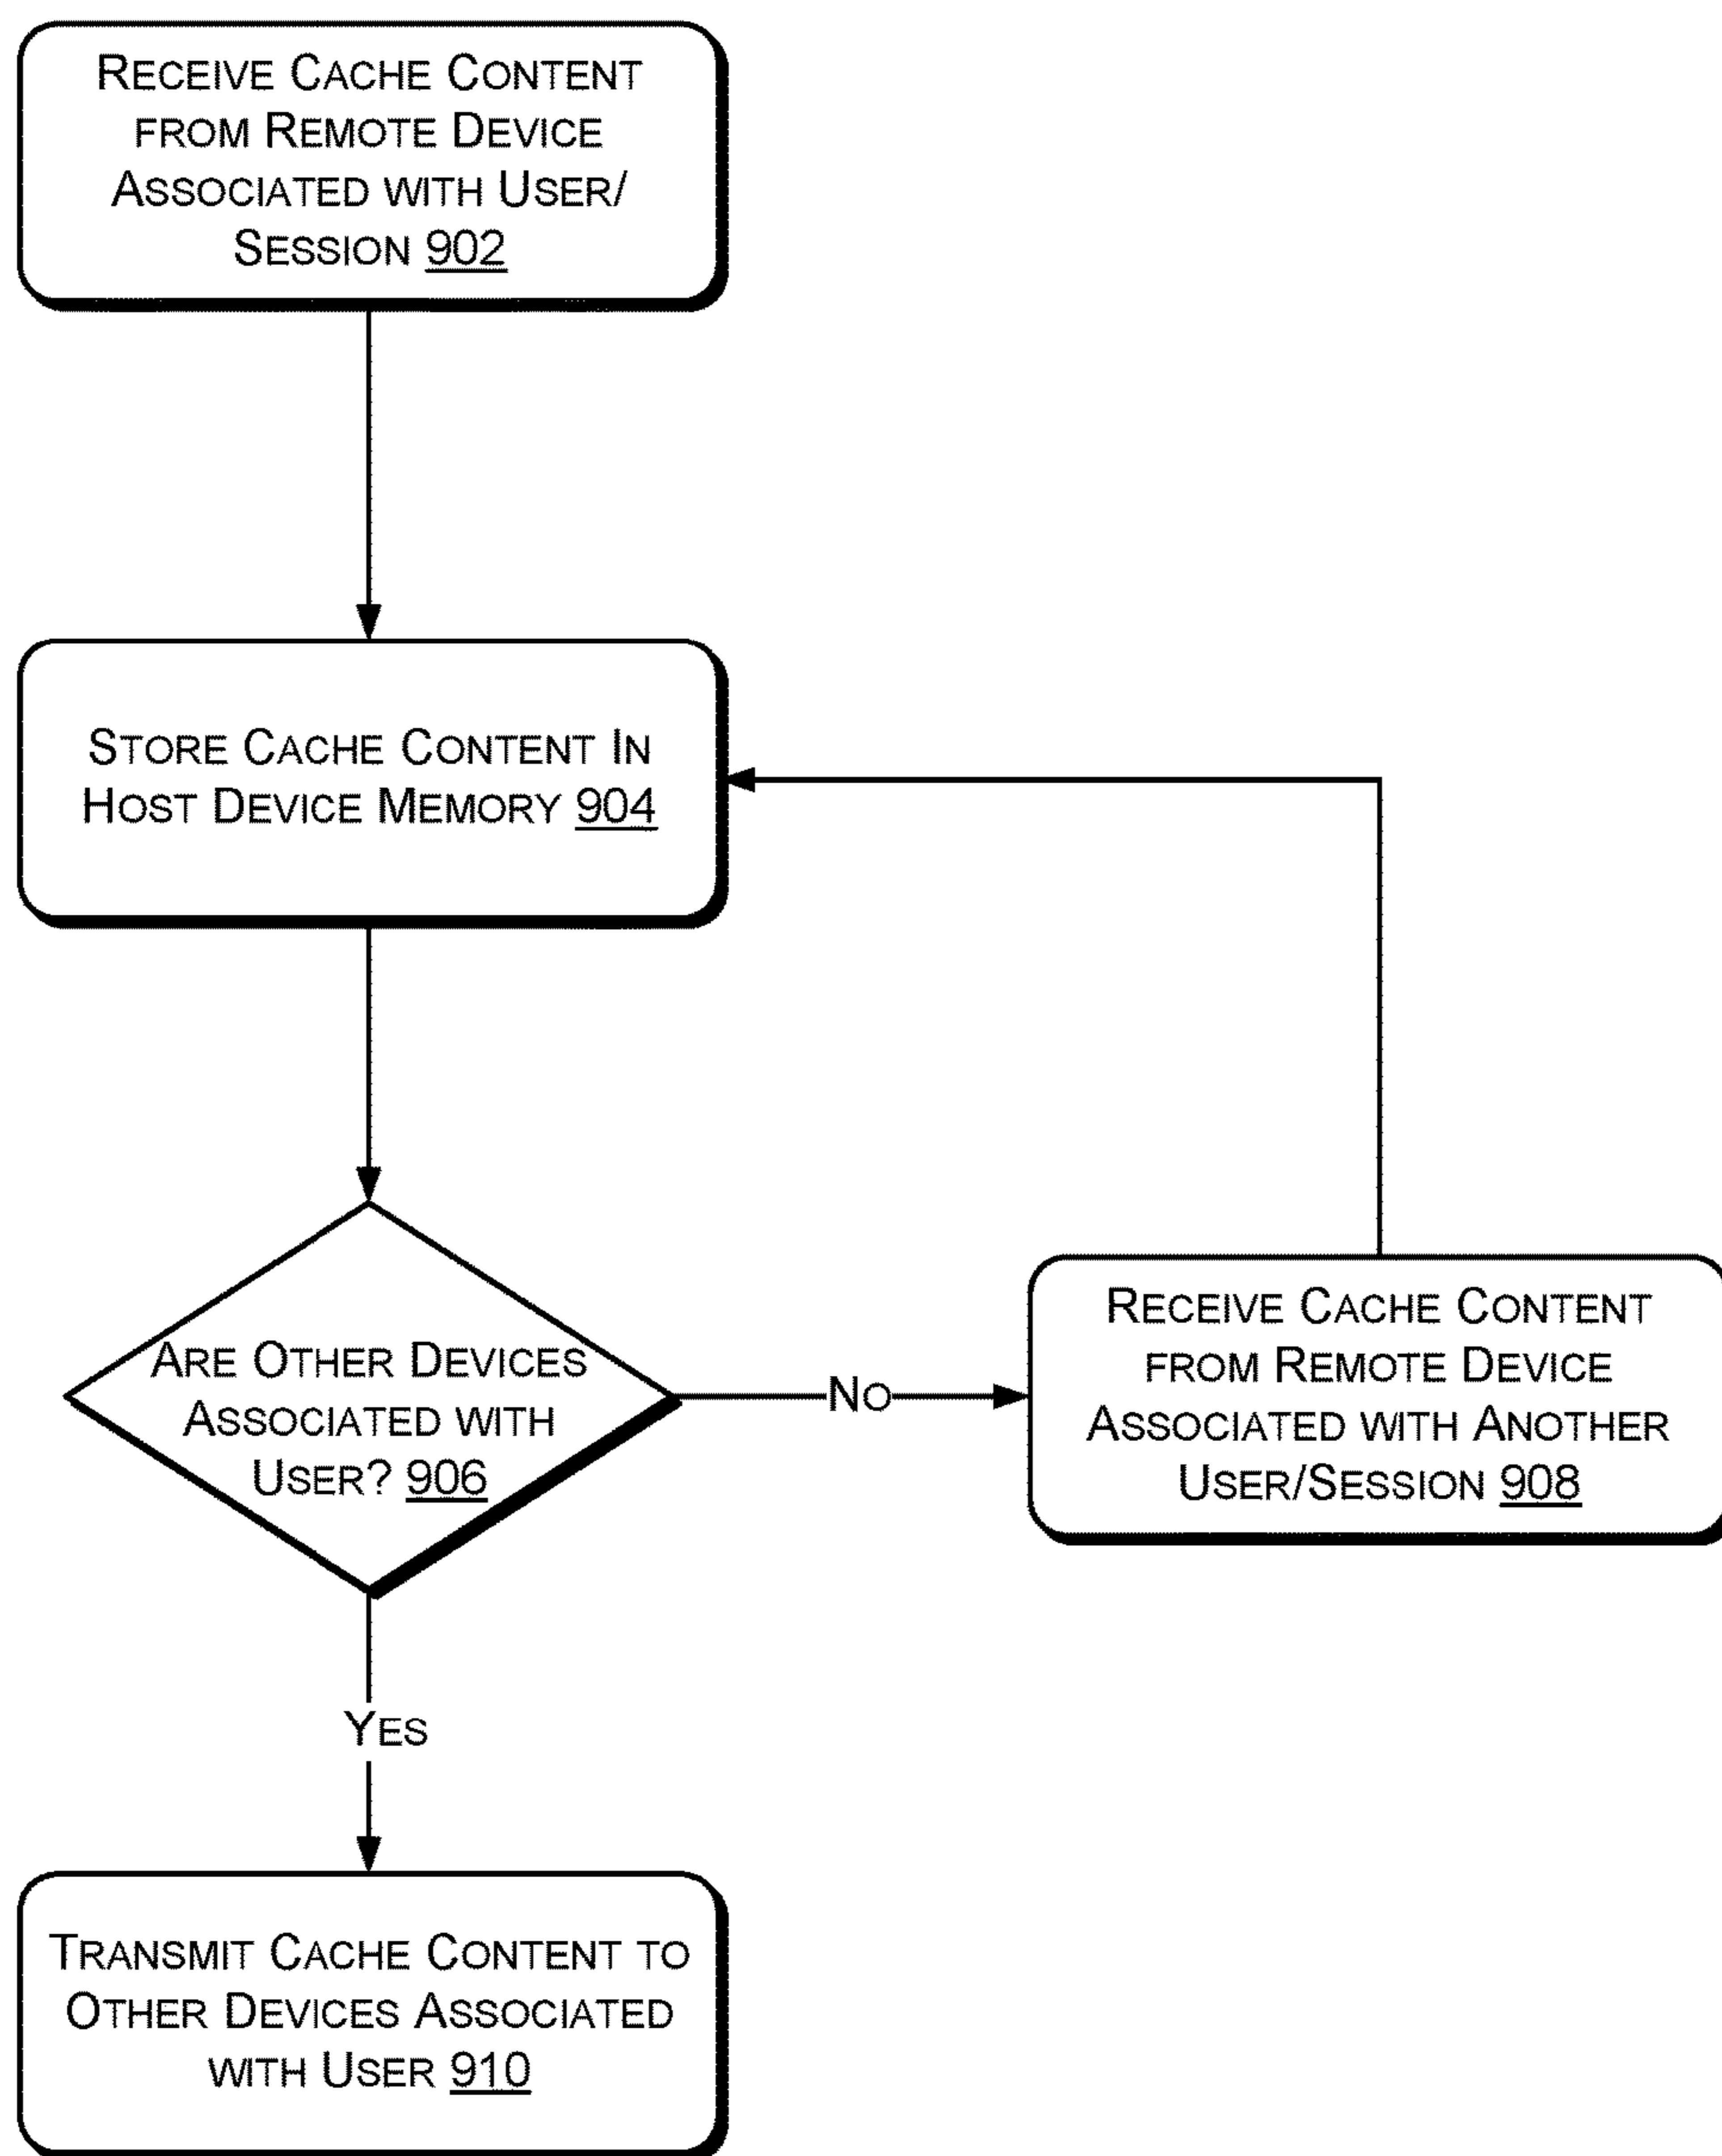 RECEIVE CACHE CONTENT
FROM REMOTE DEVICE
ASSOCIATED WITH USER/
SESSION 902
STORE CACHE CONTENT IN
HOST DEVICE MEMORY 904
ARE OTHER DEVICES
ASSOCIATED WITH
USER? 906
NO
RECEIVE CACHE CONTENT
FROM REMOTE DEVICE
ASSOCIATED WITH ANOTHER
USER/SESSION 908
YES
TRANSMIT CACHE CONTENT TO
OTHER DEVICES ASSOCIATED
WITH USER 910